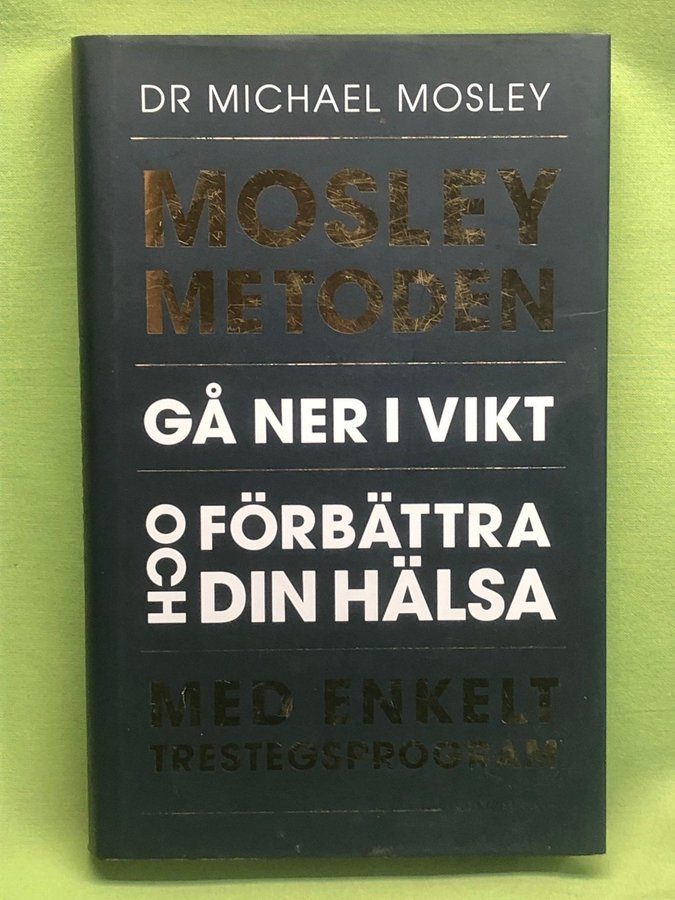 DR MICHAEL MOSLEY
MOSLEY
METODEN
GÅ NER I VIKT
OCH
FÖRBÄTTRA
DIN HÄLSA
MED ENKELT
TRESTEGSPROGRAM